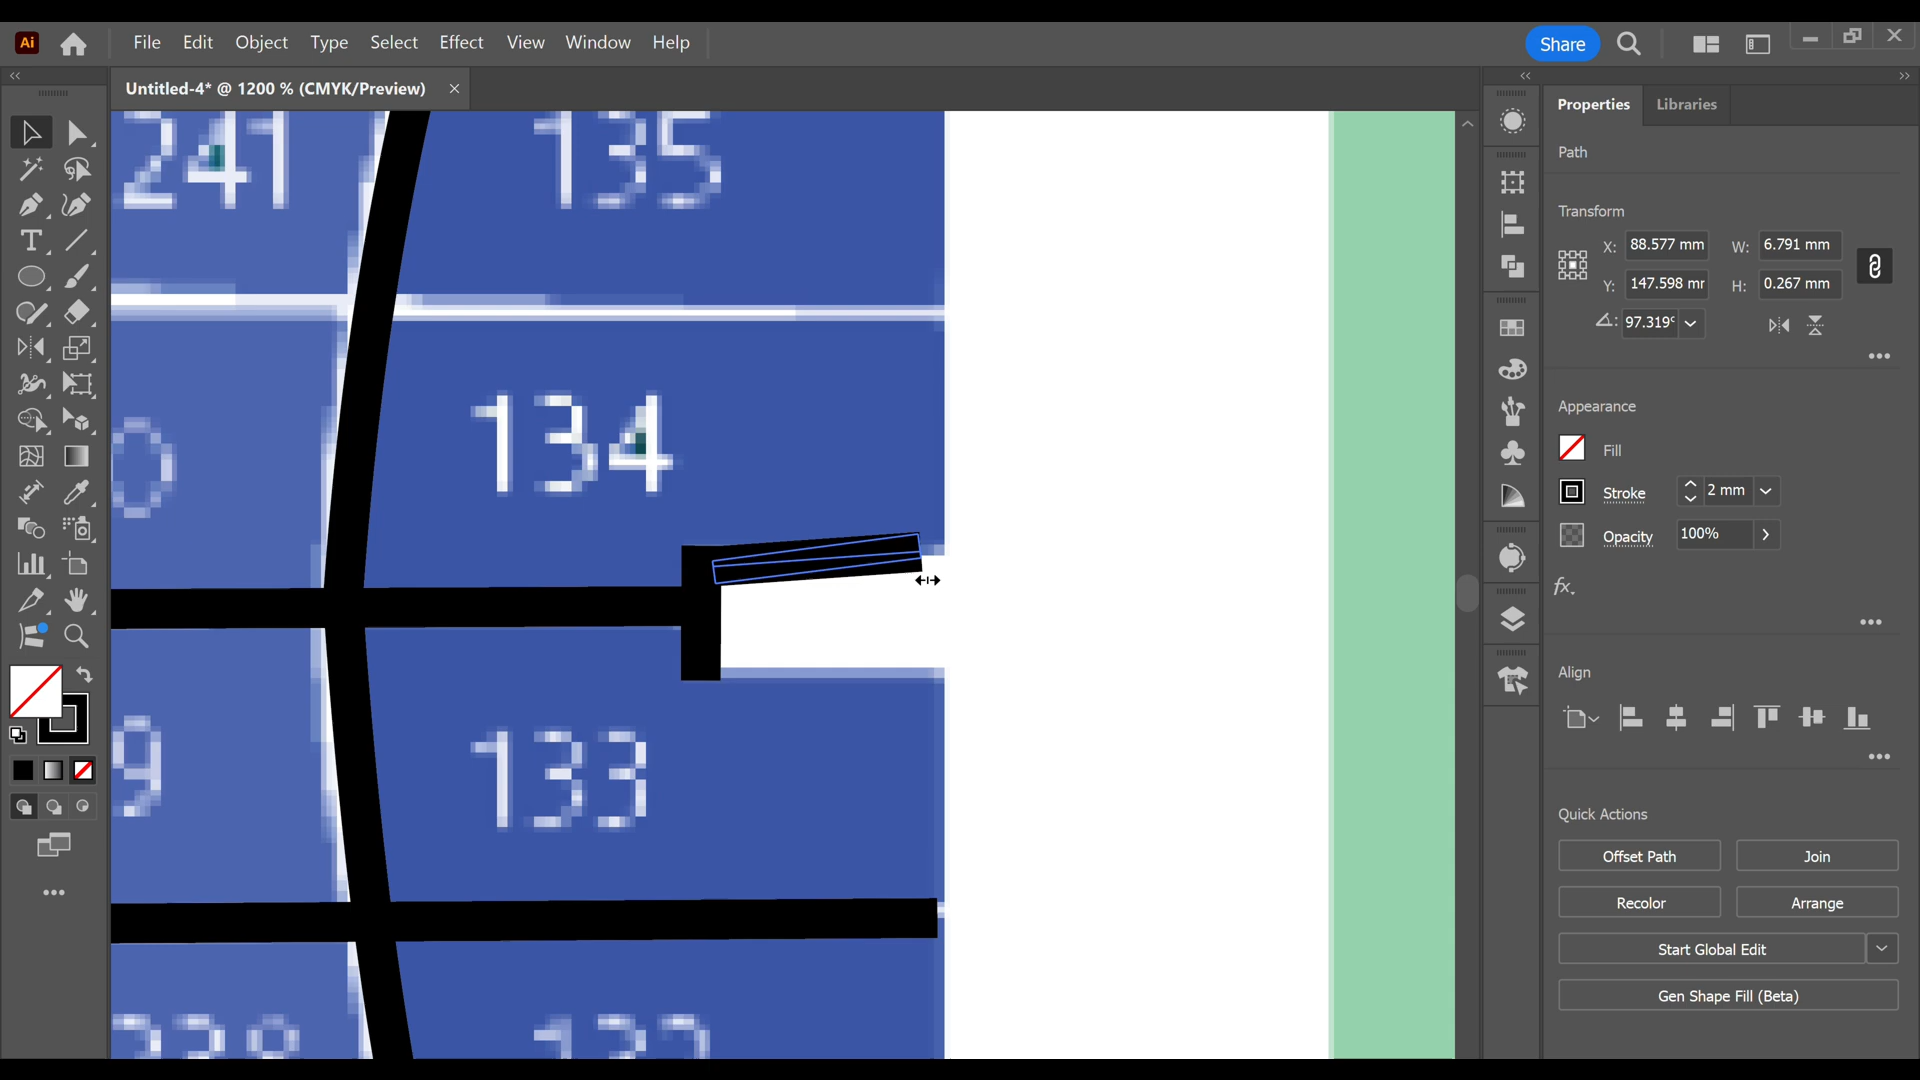 Ai File Edit Object Type Select Effect View Window Help Share
Untitled-4* @ 1200 % (CMYK/Preview)
Properties Libraries
Path
Transform
X: 88.577 mm W: 6.791 mm
Y: 147.598 mr H: 0.267 mm
97.319°
Appearance
Fill
Stroke 2 mm
Opacity 100%
fx.
Align
Quick Actions
Offset Path Join
Recolor Arrange
Start Global Edit
Gen Shape Fill (Beta)
241 135
134
9 133
238 132